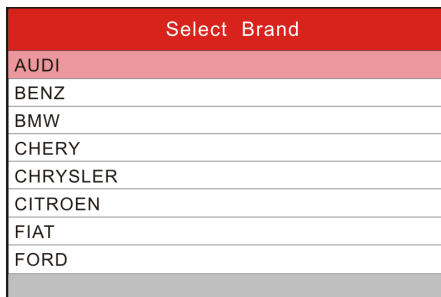 Select Brand
AUDI
BENZ
BMW
CHERY
CHRYSLER
CITROEN
FIAT
FORD